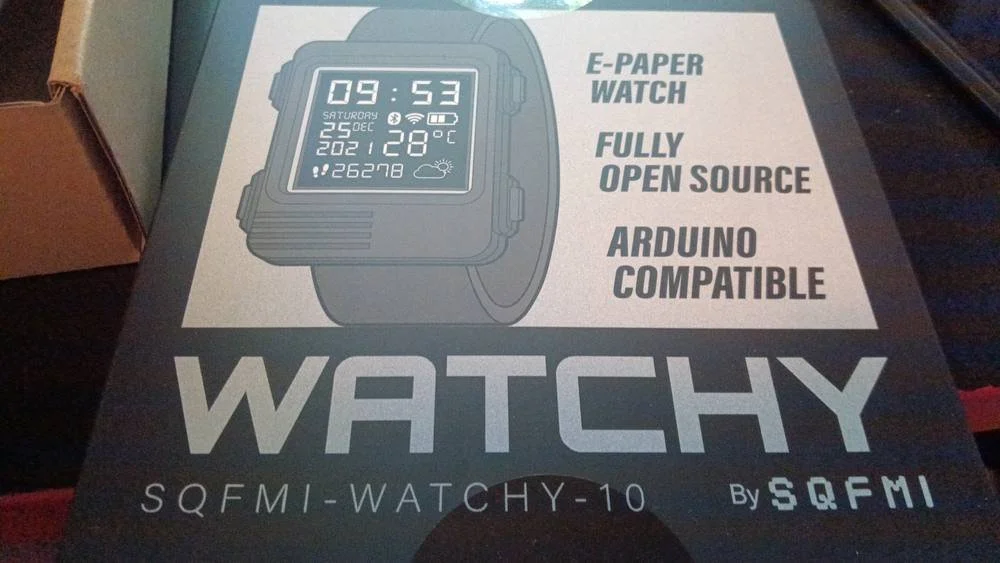 09:53
SATURDAY
25 DEC
2021
28°C
26278
E-PAPER
WATCH
FULLY
OPEN SOURCE
ARDUINO
COMPATIBLE
WATCHY
SQFMI-WATCHY-10
By SQFMI